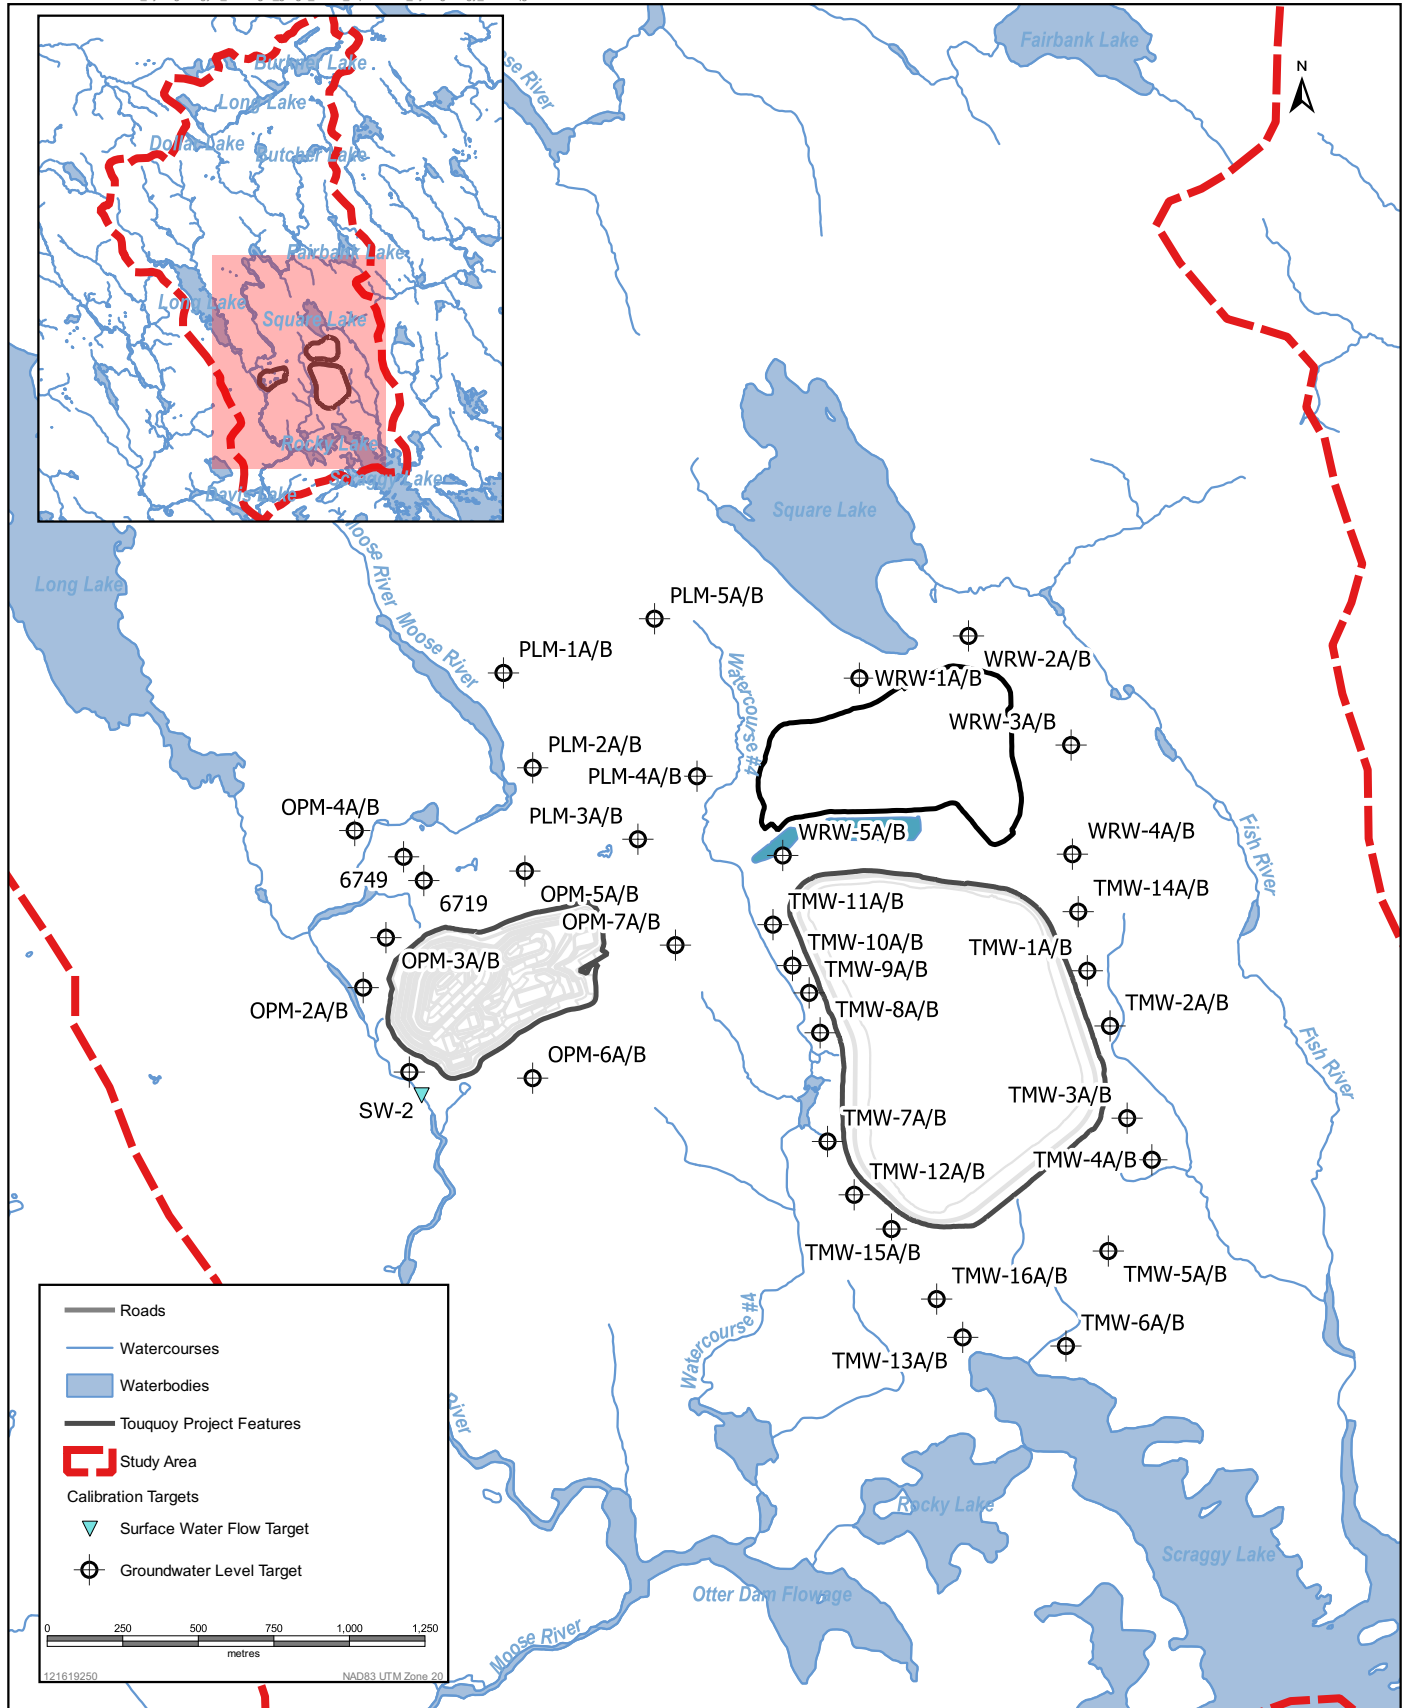 Fairbank Lake
N
Burkner Lake
Long Lake
Dollar Lake
Butcher Lake
Fairbank Lake
Long Lake
Square Lake
Rocky Lake
Scraggy Lake
Davis Lake
Square Lake
Long Lake
Moose River
Moose River
PLM-5A/B
PLM-1A/B
WRW-2A/B
WRW-1A/B
Watercourse #4
WRW-3A/B
PLM-2A/B
PLM-4A/B
OPM-4A/B
PLM-3A/B
WRW-5A/B
WRW-4A/B
Fish River
6749
6719
OPM-5A/B
TMW-14A/B
TMW-11A/B
OPM-7A/B
TMW-10A/B
TMW-1A/B
OPM-3A/B
TMW-9A/B
OPM-2A/B
TMW-8A/B
TMW-2A/B
OPM-6A/B
Fish River
SW-2
TMW-3A/B
TMW-7A/B
TMW-4A/B
TMW-12A/B
TMW-15A/B
TMW-5A/B
TMW-16A/B
TMW-6A/B
TMW-13A/B
Watercourse #4
River
Rocky Lake
Scraggy Lake
Otter Dam Flowage
Moose River
Roads
Watercourses
Waterbodies
Touquoy Project Features
Study Area
Calibration Targets
Surface Water Flow Target
Groundwater Level Target
0 250 500 750 1,000 1,250
metres
121619250 NAD83 UTM Zone 20